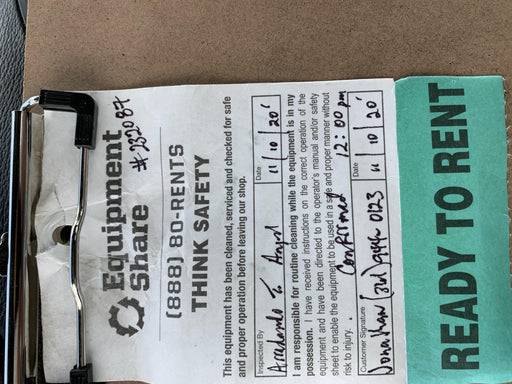 Equipment
Share
#232087
(888) 80-RENTS
THINK SAFETY
This equipment has been cleaned, serviced and checked for safe
and proper operation before leaving our shop.
Inspected By
Date
11/10/20'
I am responsible for routine cleaning while the equipment is in my
possession. I have received instructions on the correct operation of the
equipment and have been directed to the operator's manual and/or safety
sheet to enable the equipment to be used in a safe and proper manner without
risk to injury.
Confirmed 12:00 pm
Customer Signature
Date
Jonathan 0123
11 10 20'
READY TO RENT